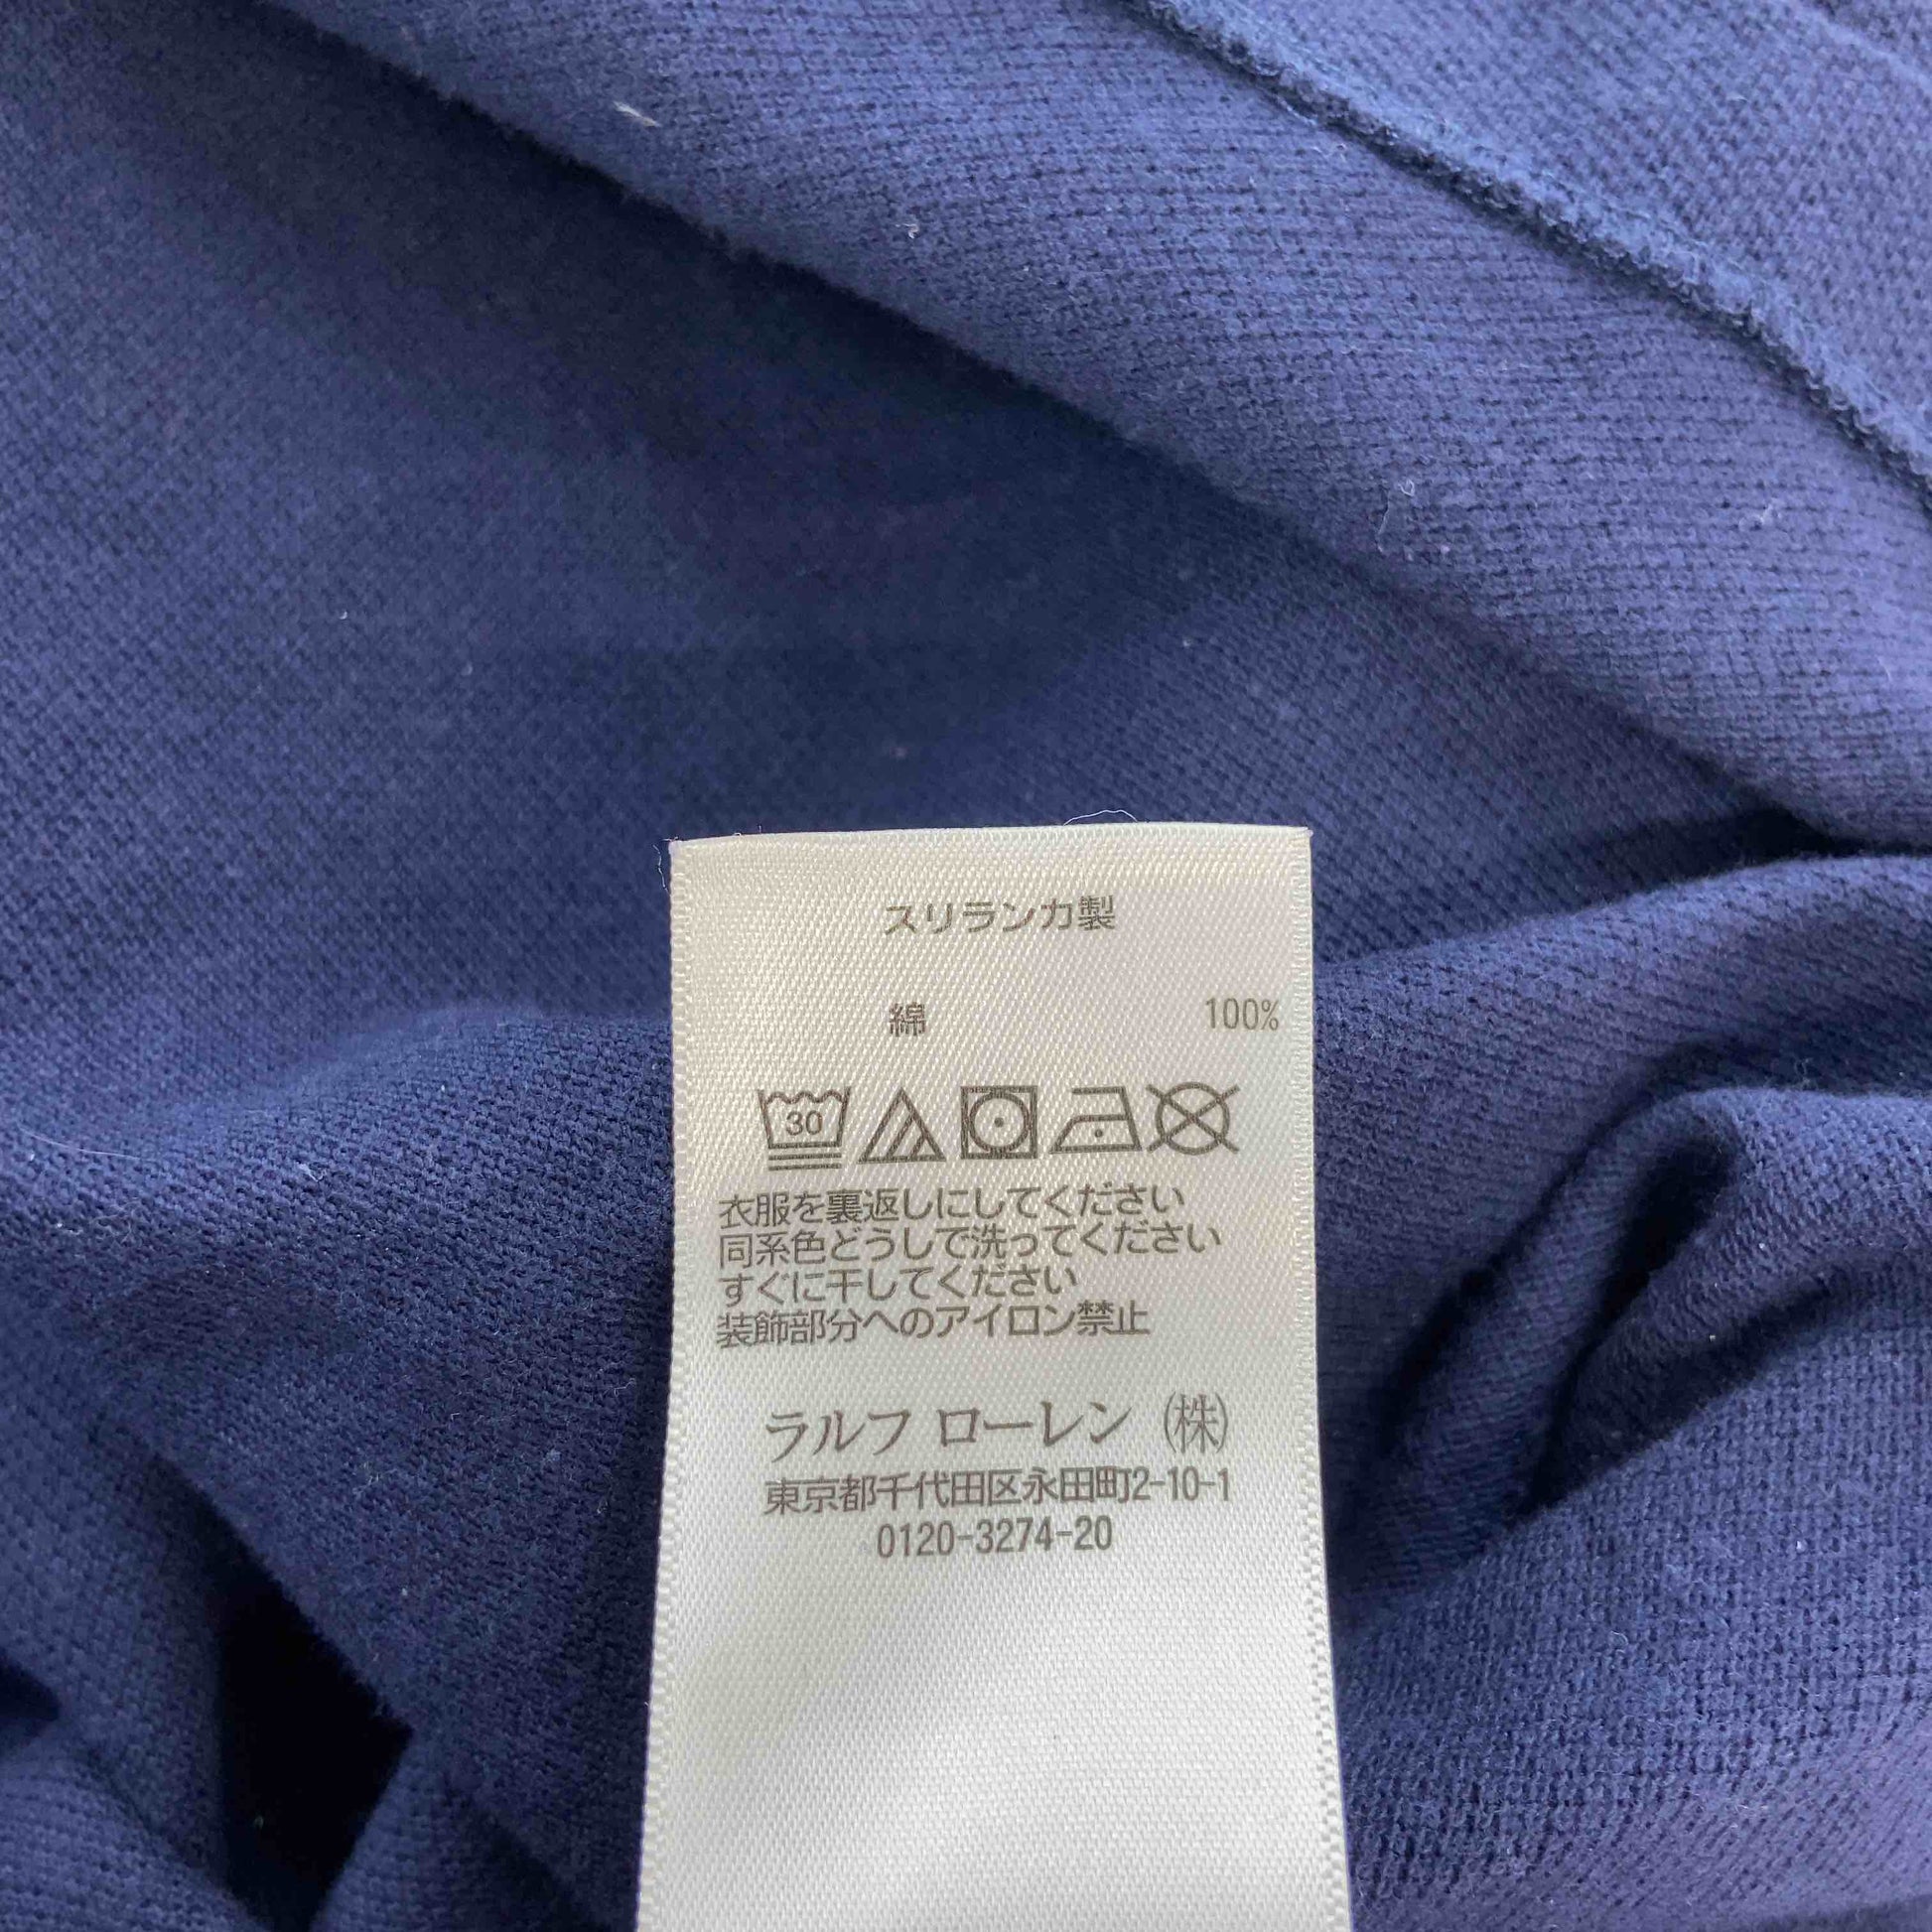 スリランカ製
綿 100%
30
衣服を裏返しにしてください
同系色どうしで洗ってください
すぐに干してください
装飾部分へのアイロン禁止
ラルフ ローレン (株)
東京都千代田区永田町2-10-1
0120-3274-20